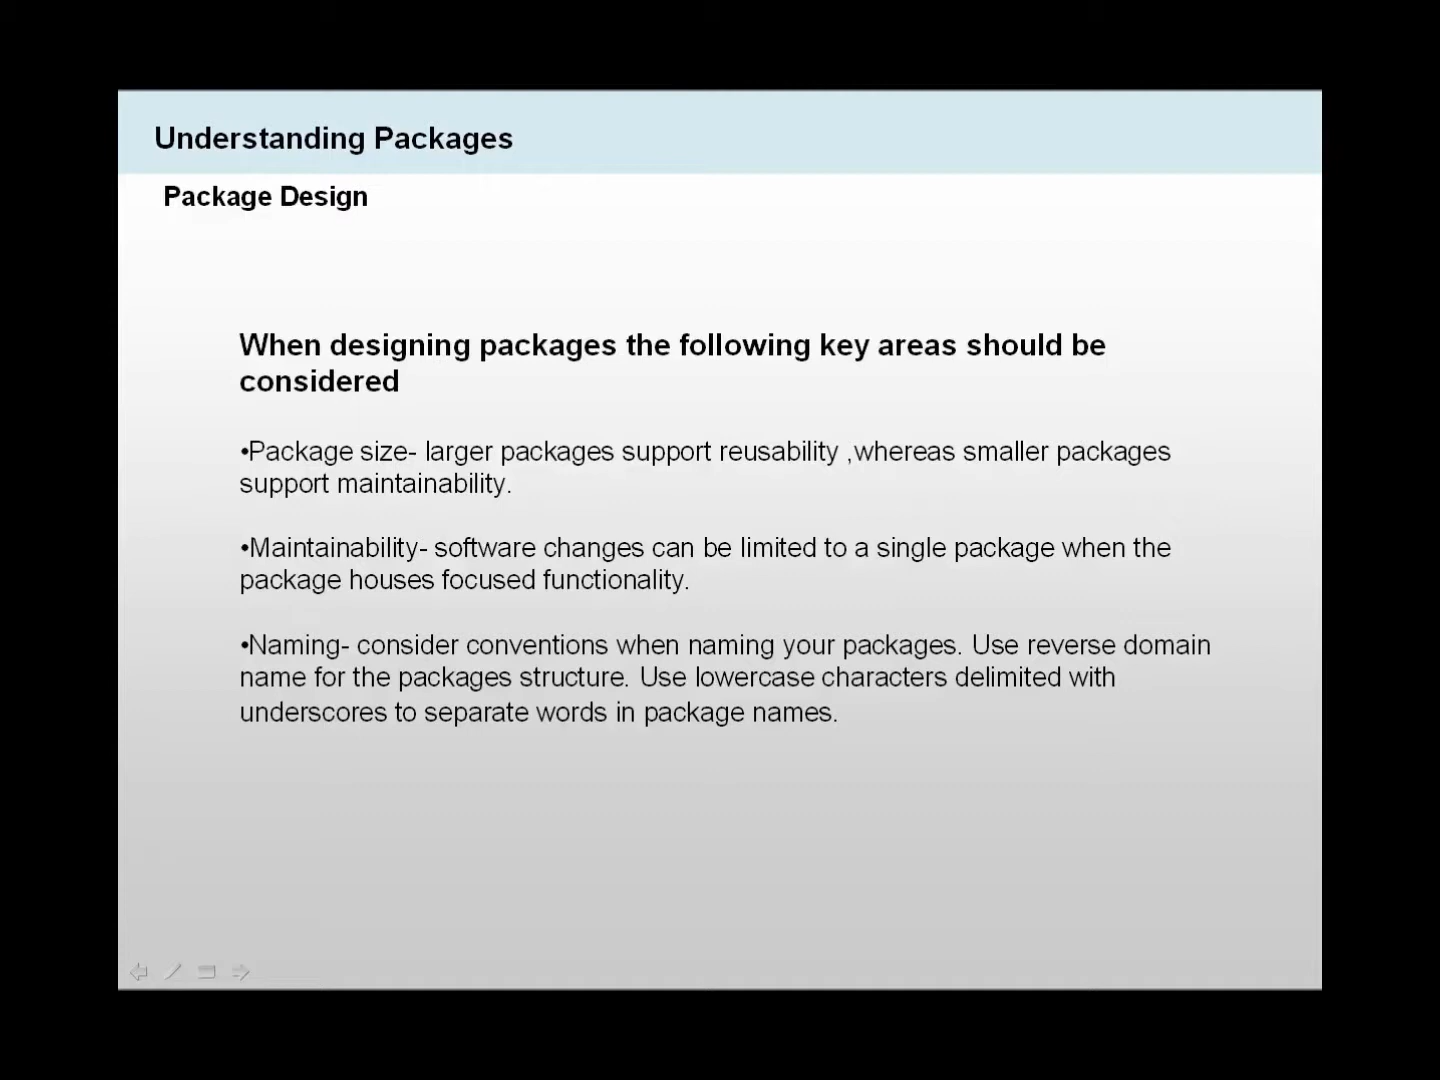 Understanding Packages
Package Design
When designing packages the following key areas should be
considered
•Package size- larger packages support reusability ,whereas smaller packages
support maintainability.
•Maintainability- software changes can be limited to a single package when the
package houses focused functionality.
•Naming- consider conventions when naming your packages. Use reverse domain
name for the packages structure. Use lowercase characters delimited with
underscores to separate words in package names.